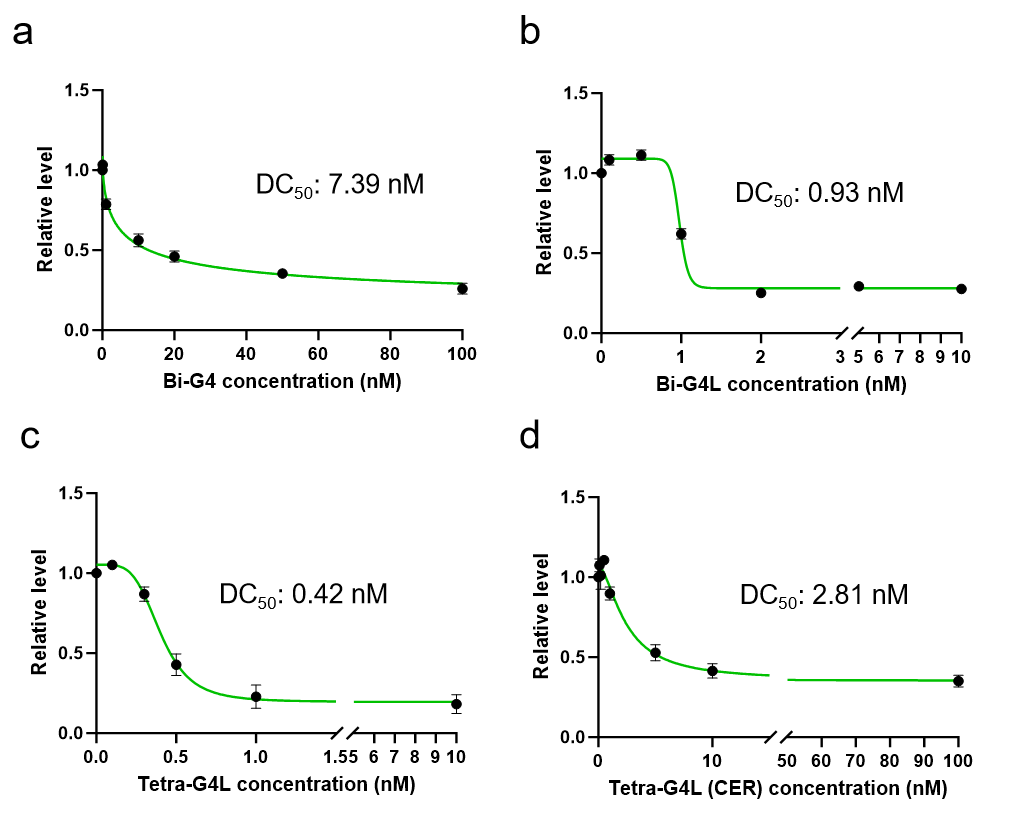 a
1.5
1.0
0.5
0.0
Relative level
DC50: 7.39 nM
0 20 40 60 80 100
Bi-G4 concentration (nM)
b
1.5
1.0
0.5
0.0
Relative level
DC50: 0.93 nM
0 1 2 3 5 6 7 8 9 10
Bi-G4L concentration (nM)
c
1.5
1.0
0.5
0.0
Relative level
DC50: 0.42 nM
0.0 0.5 1.0 1.5 5 6 7 8 9 10
Tetra-G4L concentration (nM)
d
1.5
1.0
0.5
0.0
Relative level
DC50: 2.81 nM
0 10 50 60 70 80 90 100
Tetra-G4L (CER) concentration (nM)